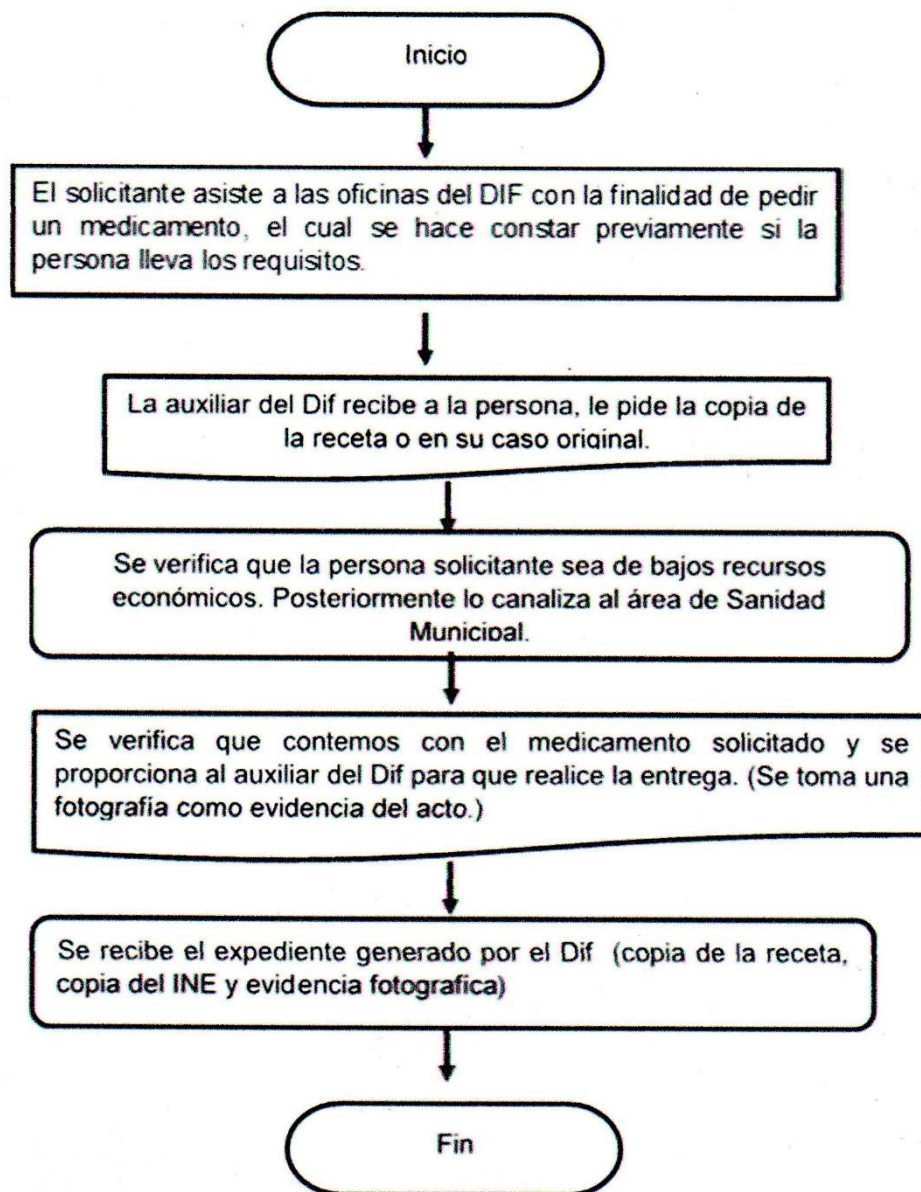 Inicio
El solicitante asiste a las oficinas del DIF con la finalidad de pedir
un medicamento, el cual se hace constar previamente si la
persona lleva los requisitos.
La auxiliar del Dif recibe a la persona, le pide la copia de
la receta o en su caso original.
Se verifica que la persona solicitante sea de bajos recursos
económicos. Posteriormente lo canaliza al área de Sanidad
Municipal.
Se verifica que contemos con el medicamento solicitado y se
proporciona al auxiliar del Dif para que realice la entrega. (Se toma una
fotografía como evidencia del acto.)
Se recibe el expediente generado por el Dif (copia de la receta,
copia del INE y evidencia fotografica)
Fin